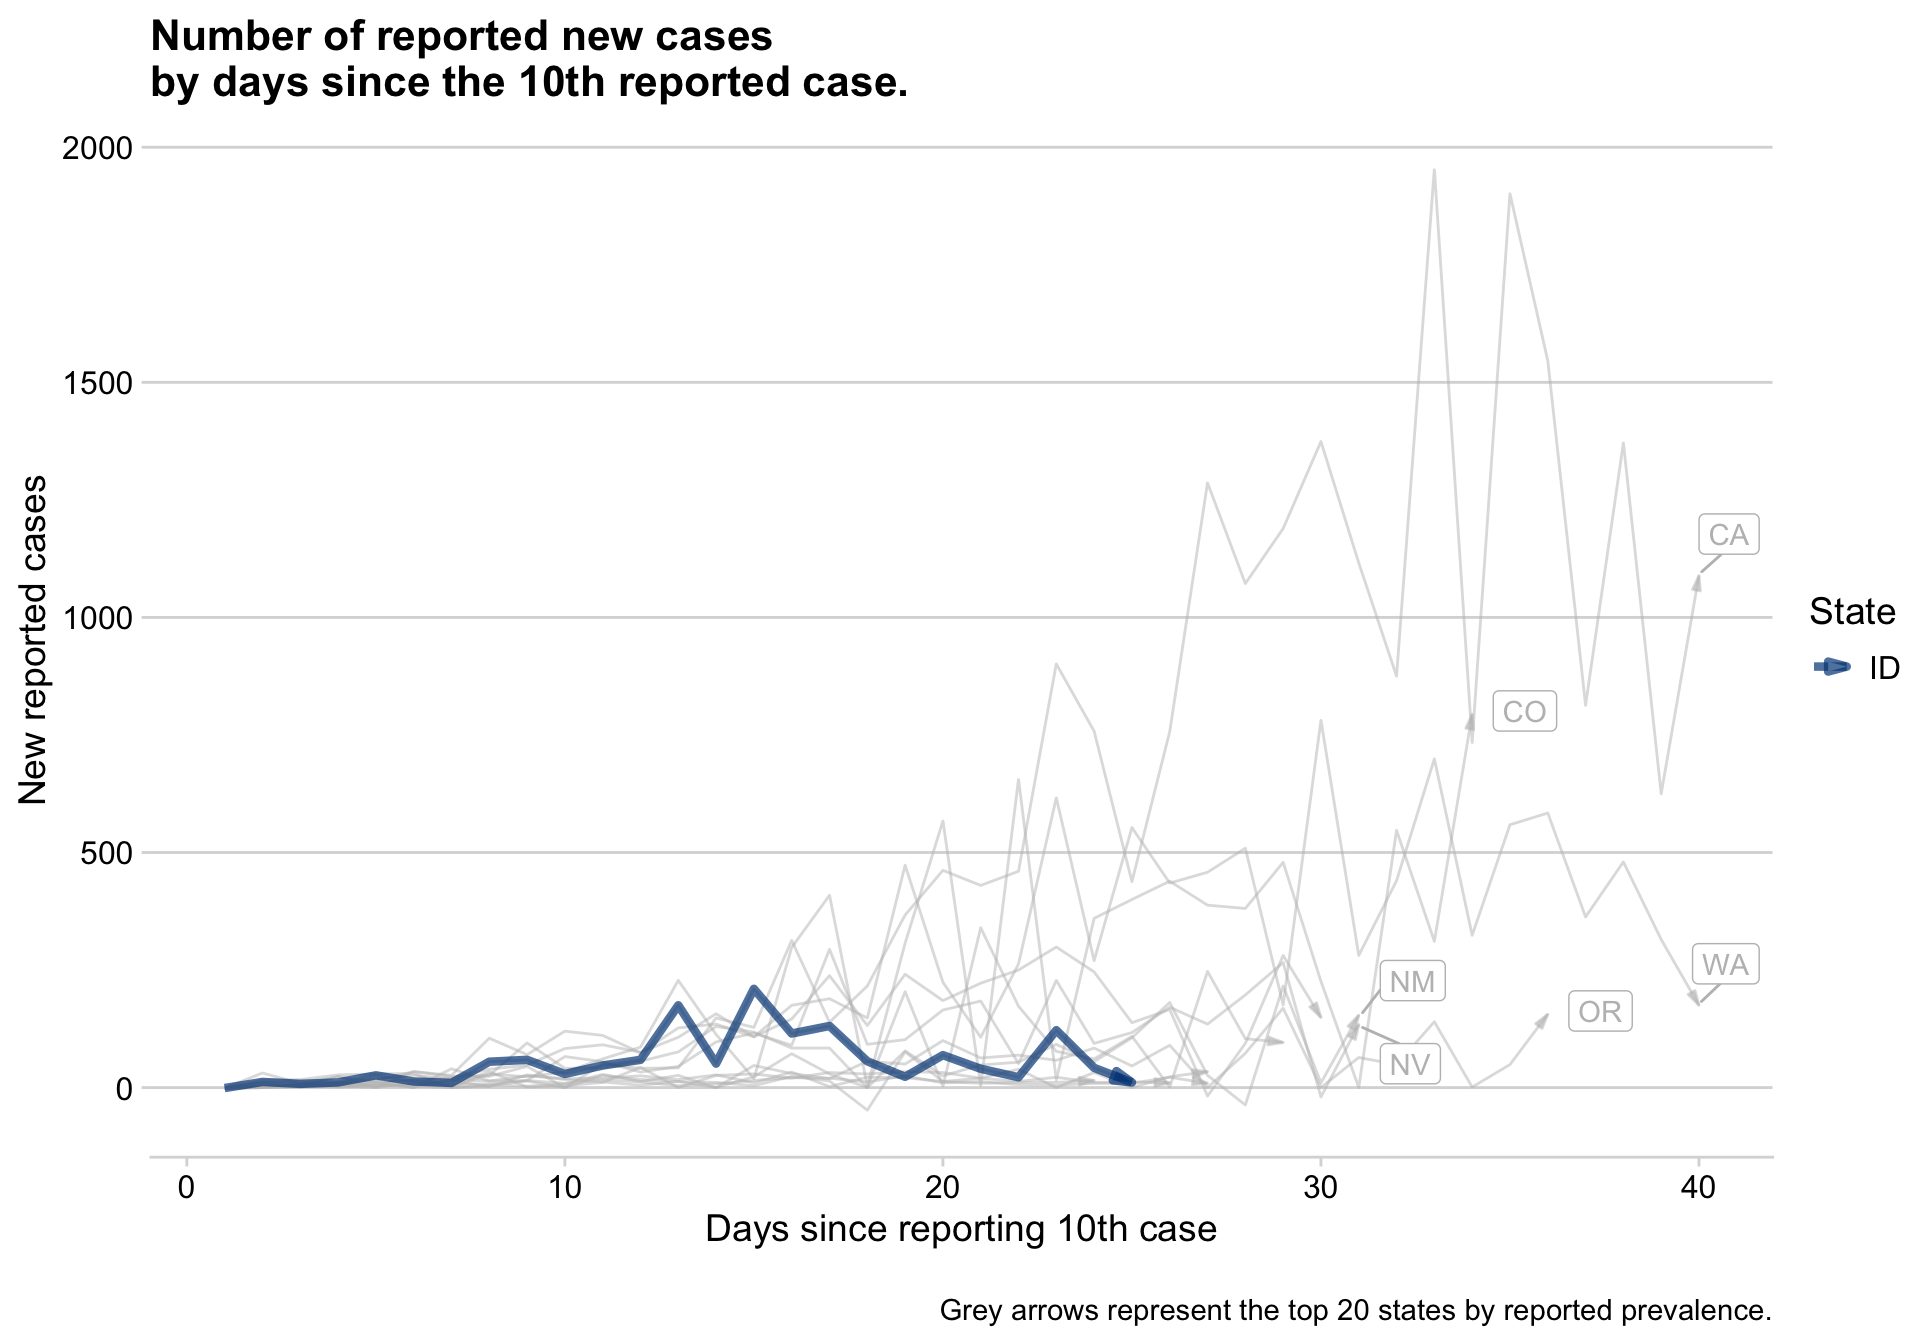 Number of reported new cases
by days since the 10th reported case.
2000
1500
1000
500
0
New reported cases
CA
CO
NM
WA
OR
NV
State
ID
0 10 20 30 40
Days since reporting 10th case
Grey arrows represent the top 20 states by reported prevalence.